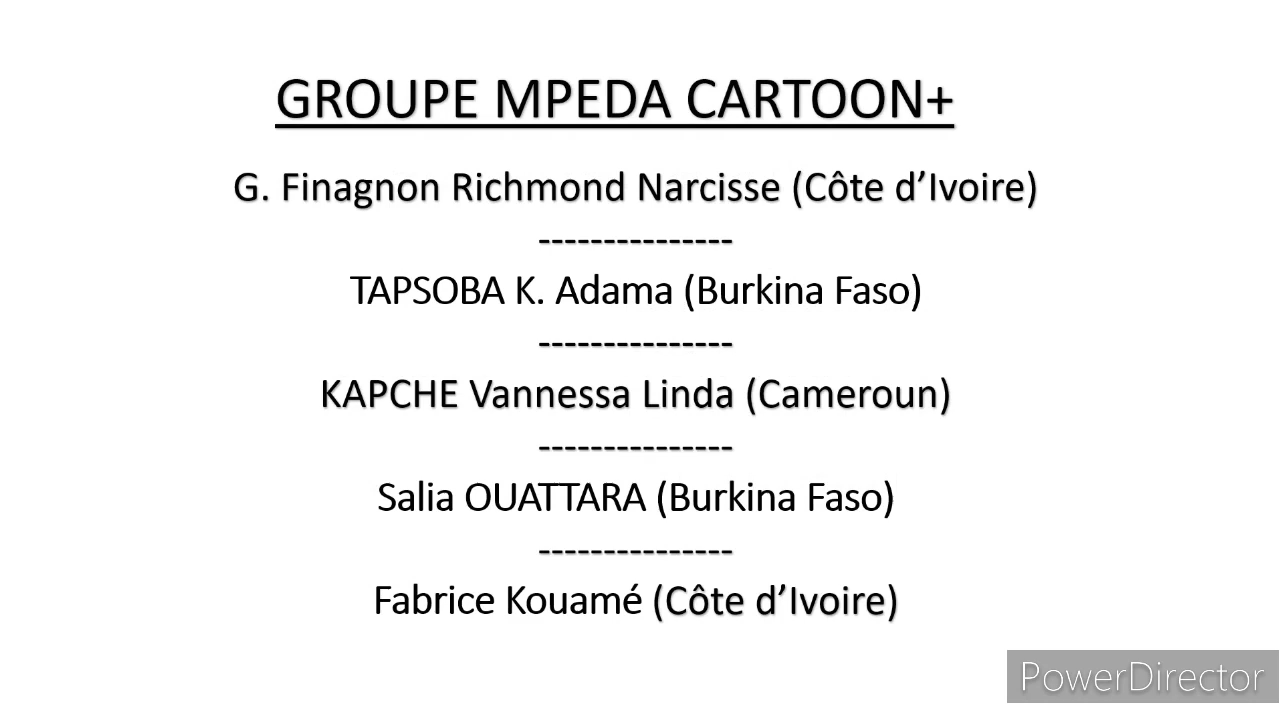 GROUPE MPEDA CARTOON+
G. Finagnon Richmond Narcisse (Côte d’Ivoire)
---------------
TAPSOBA K. Adama (Burkina Faso)
---------------
KAPCHE Vannessa Linda (Cameroun)
---------------
Salia OUATTARA (Burkina Faso)
---------------
Fabrice Kouamé (Côte d’Ivoire)
PowerDirector